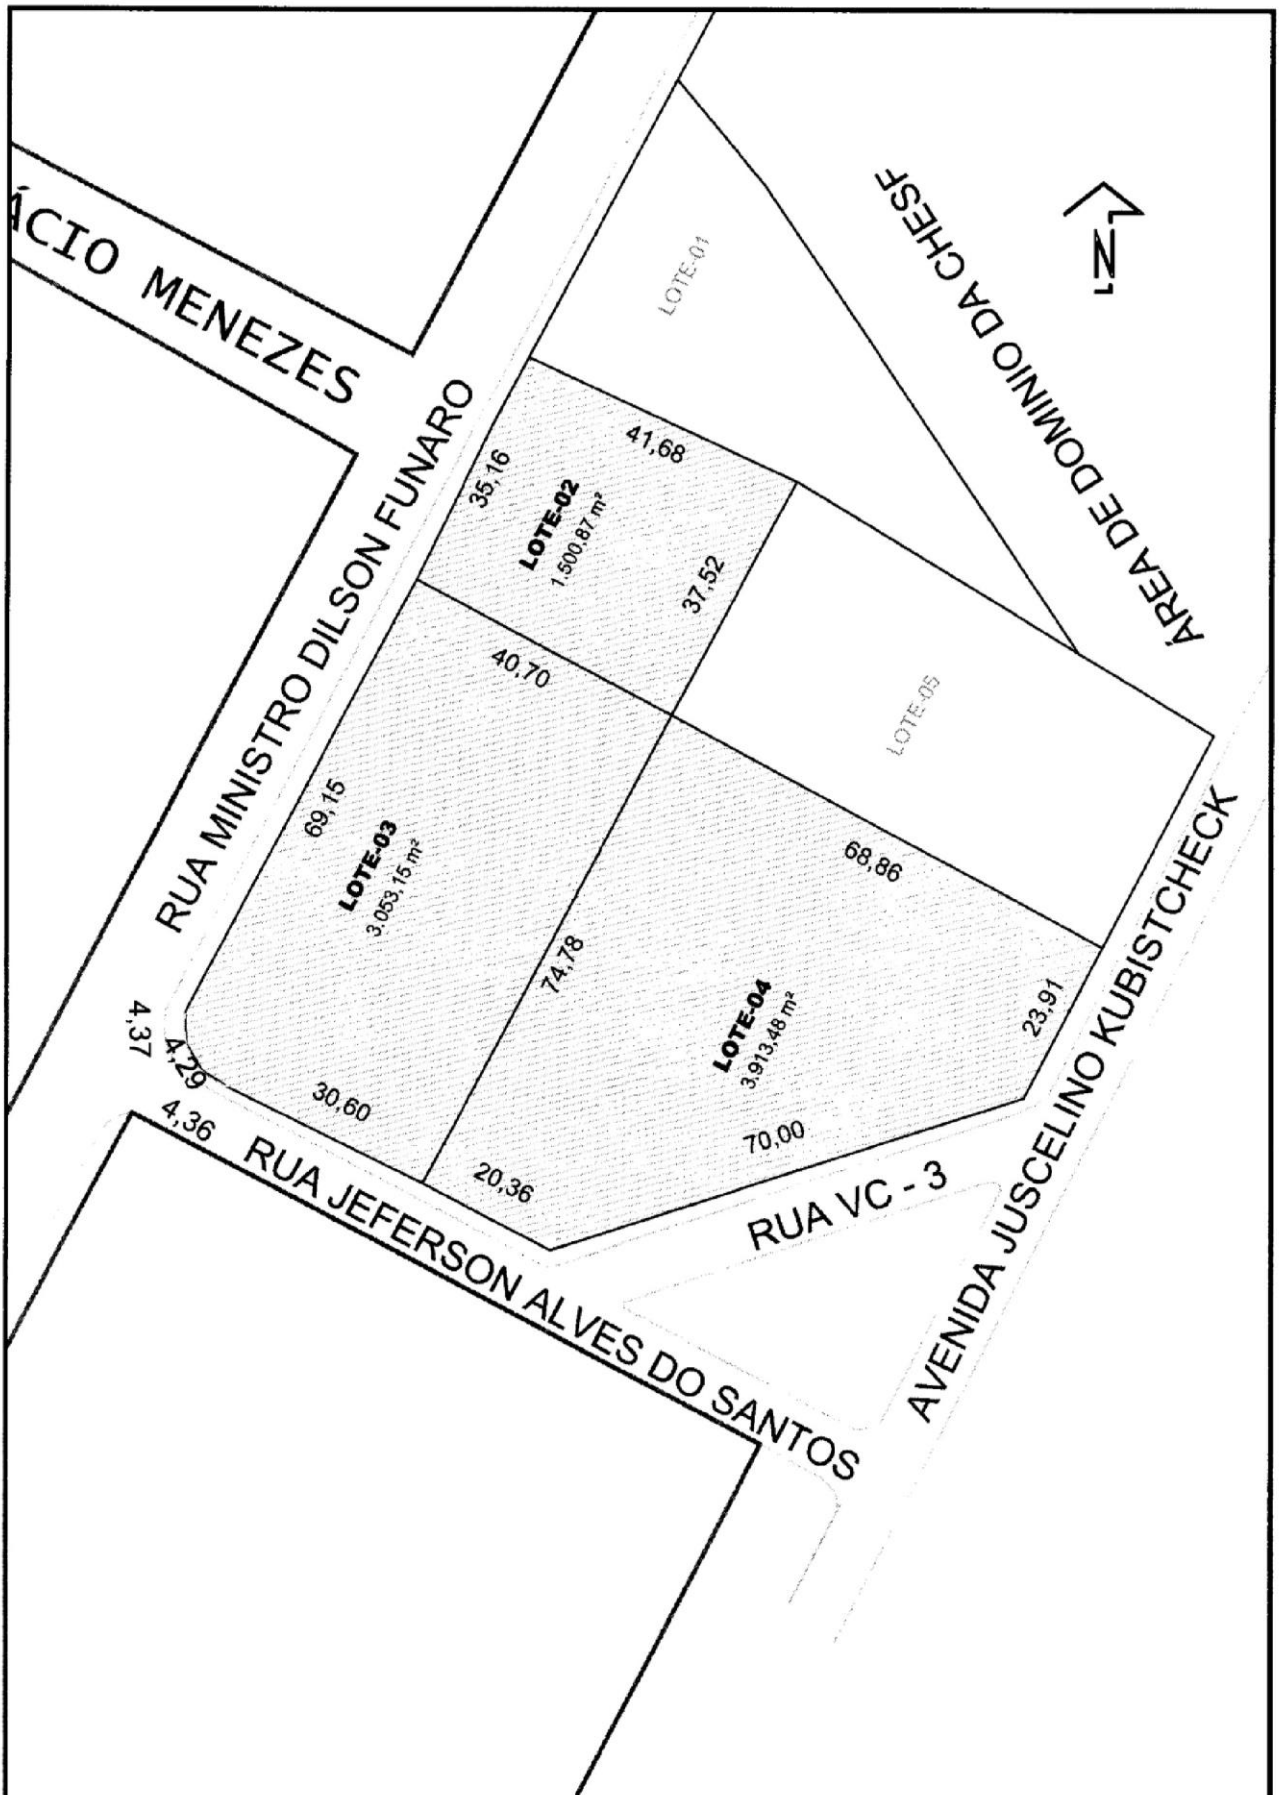 ÁCIO MENEZES
ÁREA DE DOMINIO DA CHESF
N
LOTE-01
RUA MINISTRO DILSON FUNARO
41,68
35,16
LOTE-02
1.500,87 m²
37,52
40,70
LOTE-05
69,15
LOTE-03
3.053,15 m²
68,86
74,78
LOTE-04
3.913,48 m²
23,91
AVENIDA JUSCELINO KUBISTCHECK
4,37
4,29
4,36
30,60
20,36
70,00
RUA VC - 3
RUA JEFERSON ALVES DO SANTOS